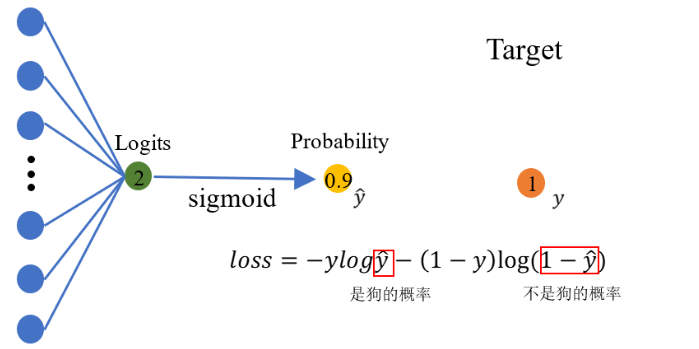 Target
Logits
Probability
2
sigmoid
0.9
ŷ
1
y
loss = −ylogŷ − (1 − y)log(1 − ŷ)
是狗的概率
不是狗的概率